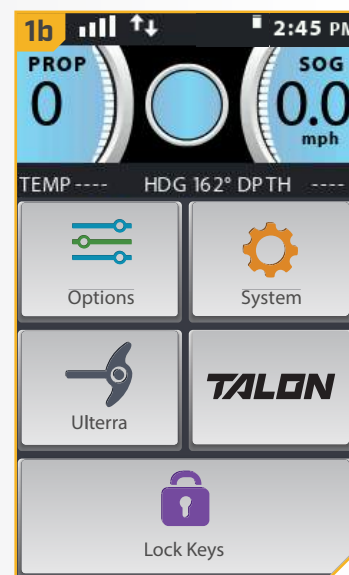 1b 2:45 PM
PROP SOG
0 0.0
mph
TEMP ---- HDG 162° DPTH ----
Options System
Ulterra TALON
Lock Keys